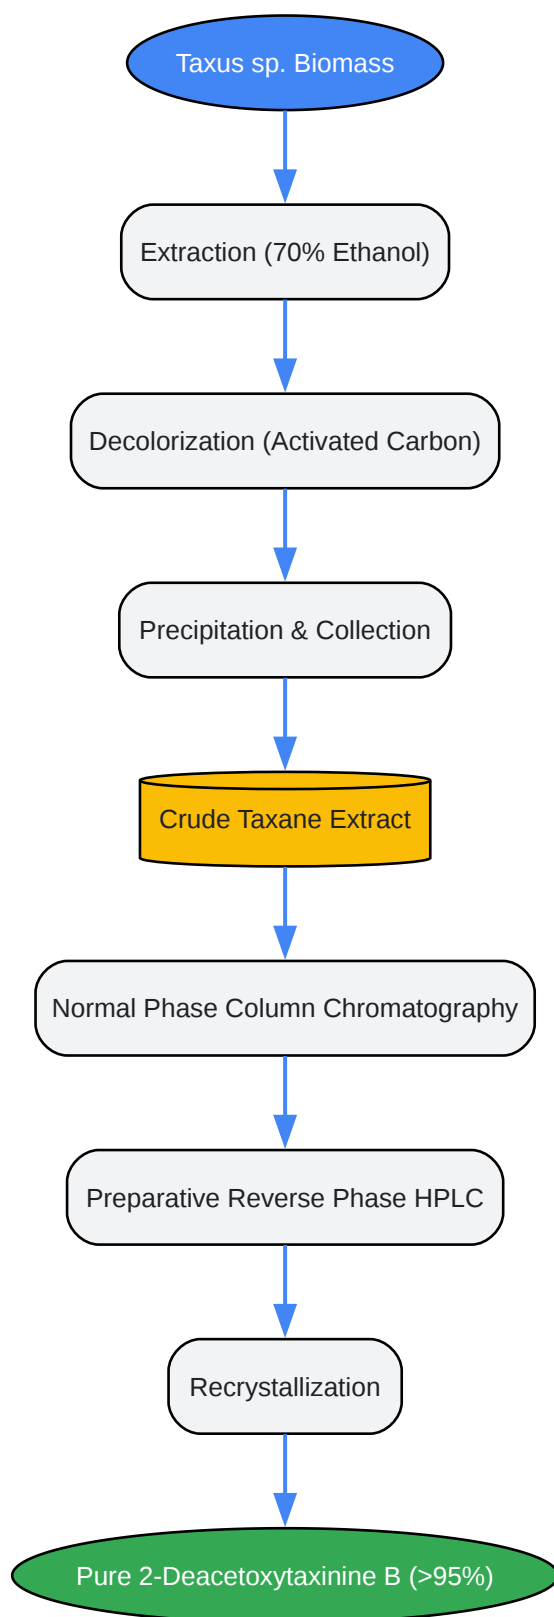 Taxus sp. Biomass
Extraction (70% Ethanol)
Decolorization (Activated Carbon)
Precipitation & Collection
Crude Taxane Extract
Normal Phase Column Chromatography
Preparative Reverse Phase HPLC
Recrystallization
Pure 2-Deacetoxytaxinine B (>95%)